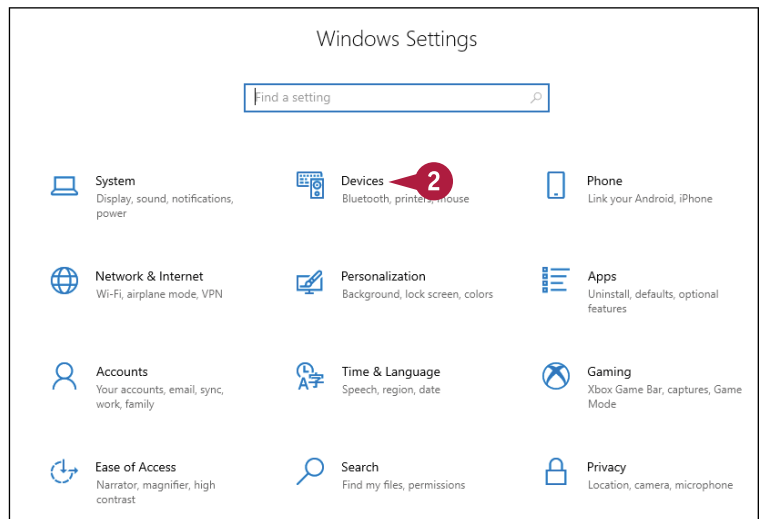 Windows Settings
Find a setting
System
Display, sound, notifications,
power
Devices
2
Bluetooth, printers, mouse
Phone
Link your Android, iPhone
Network & Internet
Wi-Fi, airplane mode, VPN
Personalization
Background, lock screen, colors
Apps
Uninstall, defaults, optional
features
Accounts
Your accounts, email, sync,
work, family
Time & Language
Speech, region, date
Gaming
Xbox Game Bar, captures, Game
Mode
Ease of Access
Narrator, magnifier, high
contrast
Search
Find my files, permissions
Privacy
Location, camera, microphone